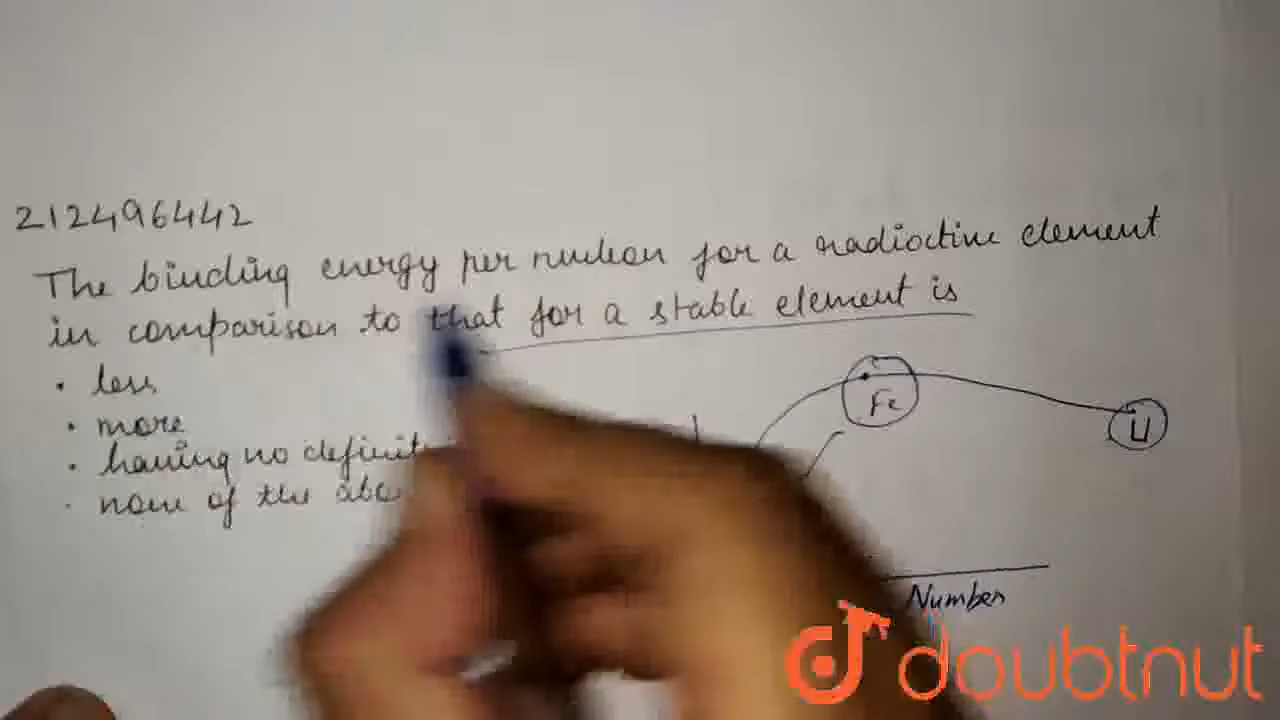 212496442
The binding energy per nucleon for a radioctive element
in comparison to that for a stable element is
• less
• more
• having no definit
• none of the abo
Fe
U
Number
doubtnut